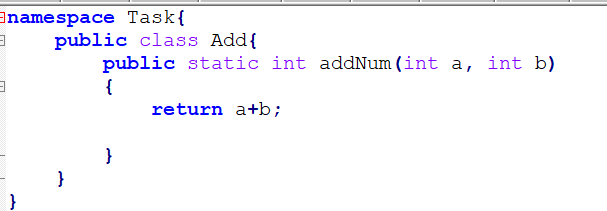 namespace Task{
public class Add{
public static int addNum(int a, int b)
{
return a+b;
}
}
}